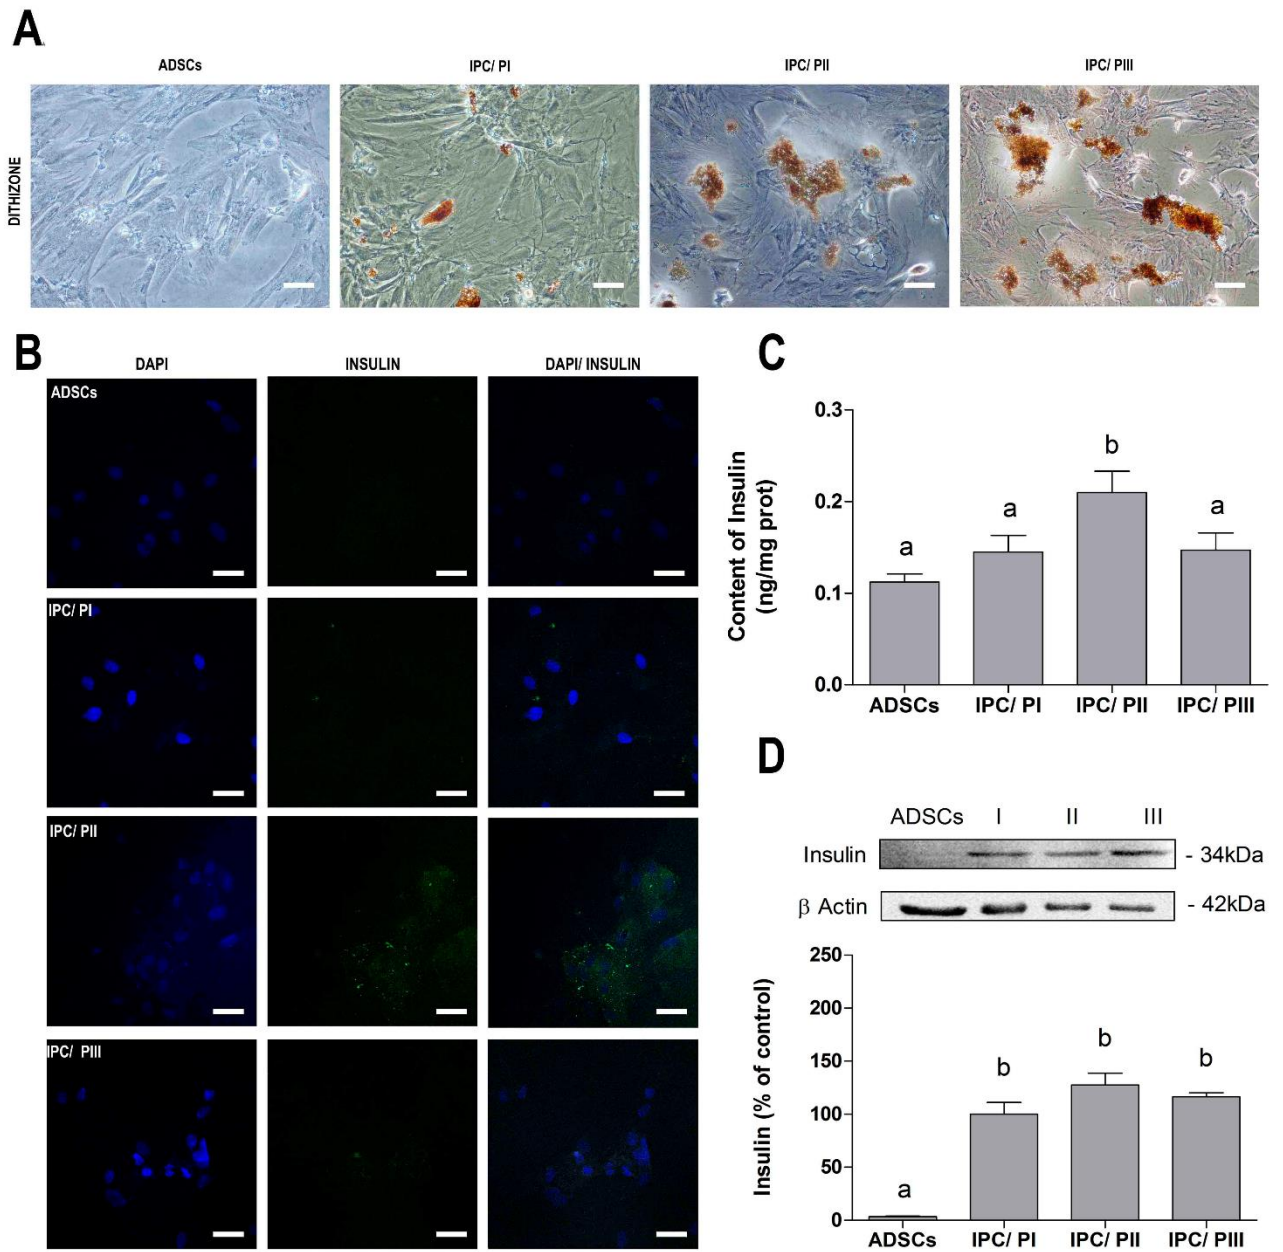 A
ADSCs IPC/ PI IPC/ PII IPC/ PIII
DITHIZONE
B
DAPI INSULIN DAPI/ INSULIN
ADSCs
IPC/ PI
IPC/ PII
IPC/ PIII
C
Content of Insulin
(ng/mg prot)
0.3
0.2
0.1
0.0
a a b a
ADSCs IPC/ PI IPC/ PII IPC/ PIII
D
ADSCs I II III
Insulin - 34kDa
β Actin - 42kDa
Insulin (% of control)
250
200
150
100
50
0
a b b b
ADSCs IPC/ PI IPC/ PII IPC/ PIII